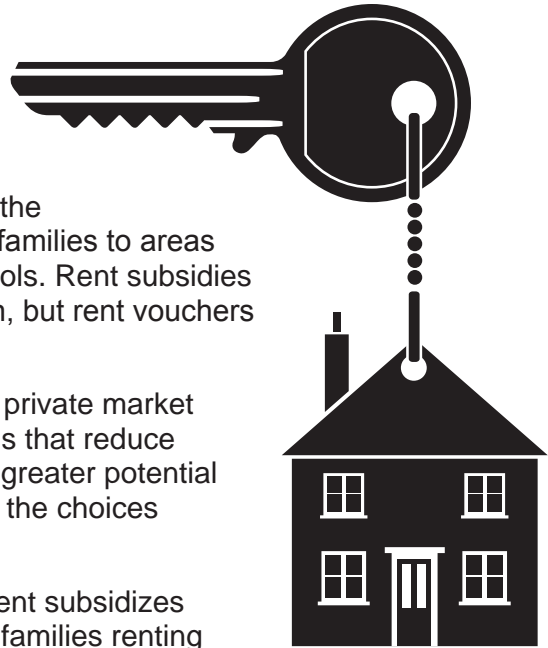 the
families to areas
ols. Rent subsidies
, but rent vouchers
private market
s that reduce
greater potential
the choices
ent subsidizes
families renting